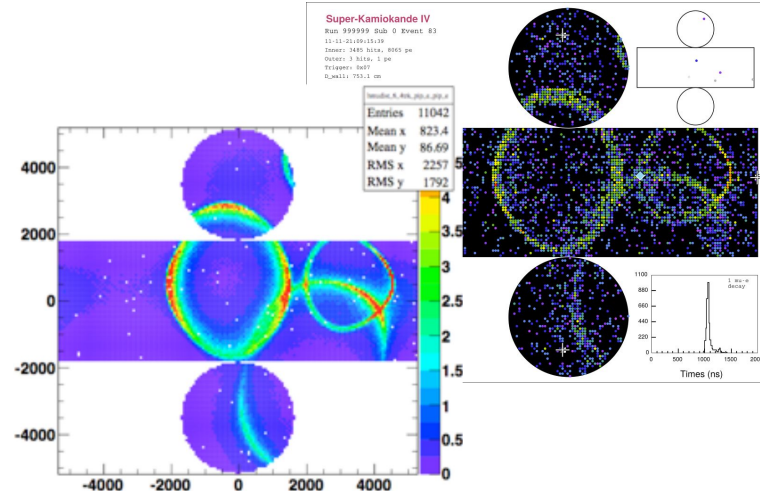 Super-Kamiokande IV
Run 999999 Sub 0 Event 83
11-11-21:09:15:39
Inner: 3485 hits, 8065 pe
Outer: 3 hits, 1 pe
Trigger: 0x07
D_wall: 753.1 cm
Entries 11042
Mean x 823.4
Mean y 86.69
RMS x 2257
RMS y 1792
4000
2000
0
-2000
-4000
-4000 -2000 0 2000 4000
4
3.5
3
2.5
2
1.5
1
0.5
0
1 mu-e
decay
1100
880
660
440
220
0
0 500 1000 1500
Times (ns)